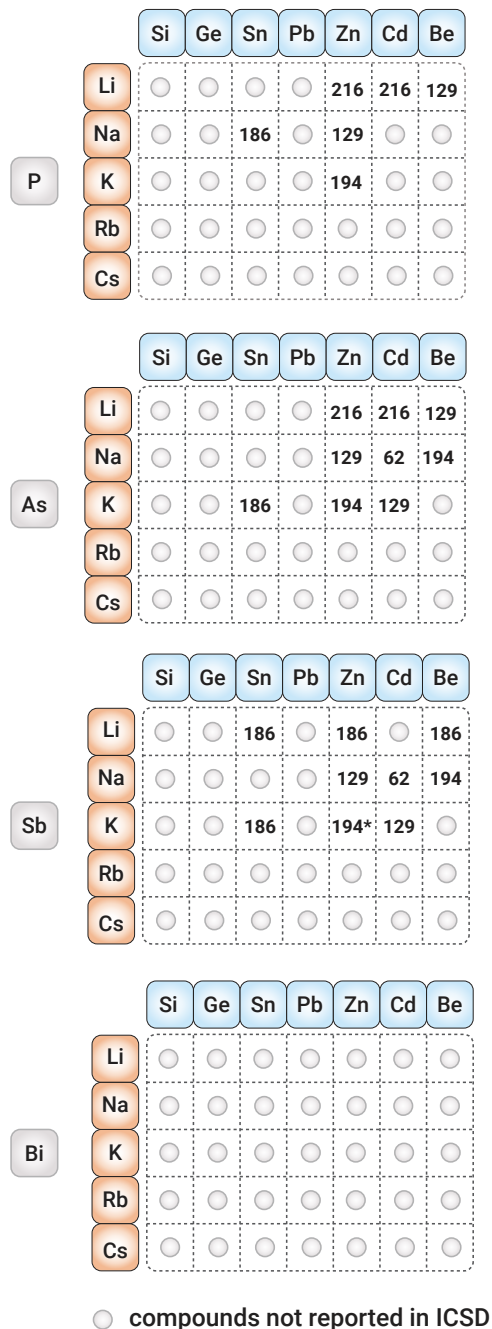 Si Ge Sn Pb Zn Cd Be
Li 216 216 129
Na 186 129
P K 194
Rb
Cs
Si Ge Sn Pb Zn Cd Be
Li 216 216 129
Na 129 62 194
As K 186 194 129
Rb
Cs
Si Ge Sn Pb Zn Cd Be
Li 186 186 186
Na 129 62 194
Sb K 186 194* 129
Rb
Cs
Si Ge Sn Pb Zn Cd Be
Li
Na
Bi K
Rb
Cs
compounds not reported in ICSD